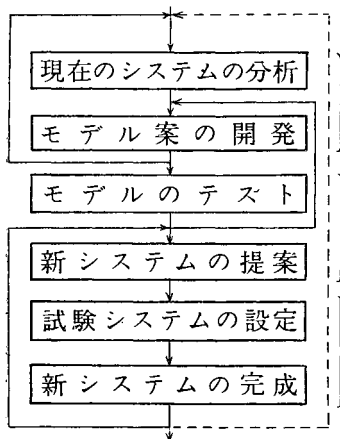 現在のシステムの分析
モデル案の開発
モデルのテスト
新システムの提案
試験システムの設定
新システムの完成